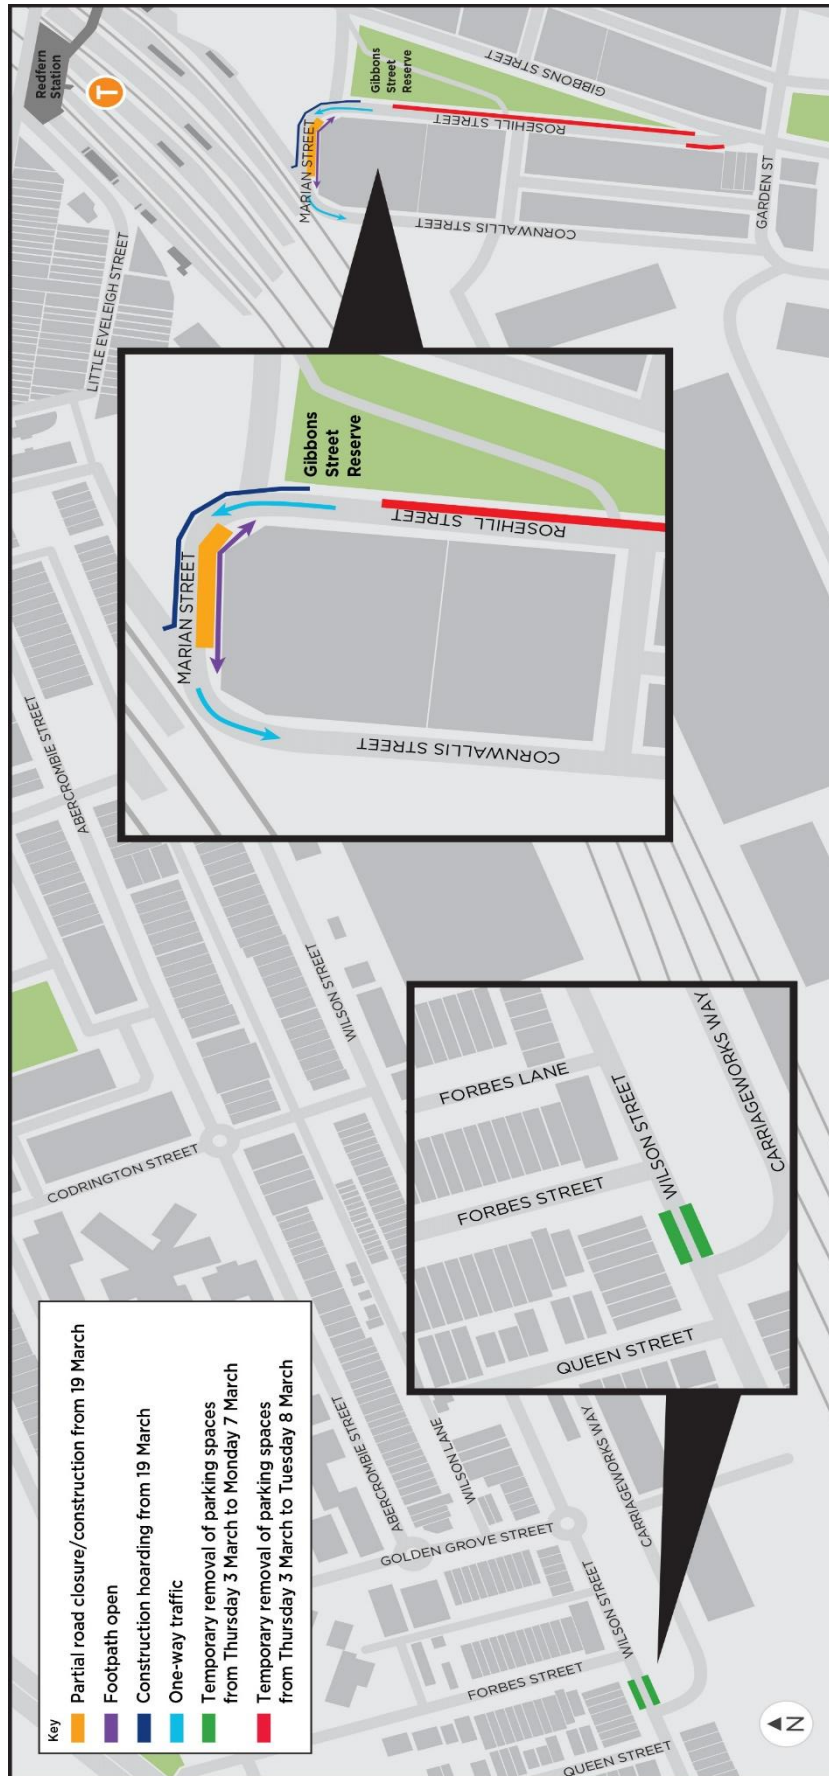 Key
Partial road closure/construction from 19 March
Footpath open
Construction hoarding from 19 March
One-way traffic
Temporary removal of parking spaces
from Thursday 3 March to Monday 7 March
Temporary removal of parking spaces
from Thursday 3 March to Tuesday 8 March
CODRINGTON STREET
ABERCROMBIE STREET
LITTLE EVELEIGH STREET
Redfern
Station
T
MARIAN STREET
MARIAN STREET
Gibbons
Street
Reserve
GIBBONS STREET
ROSEHILL STREET
CORNWALLIS STREET
GARDEN ST
MARIAN STREET
Gibbons
Street
Reserve
ROSEHILL STREET
CORNWALLIS STREET
WILSON STREET
ABERCROMBIE STREET
WILSON LANE
GOLDEN GROVE STREET
WILSON STREET
CARRIAGEWORKS WAY
FORBES STREET
QUEEN STREET
FORBES LANE
FORBES STREET
WILSON STREET
QUEEN STREET
CARRIAGEWORKS WAY
N